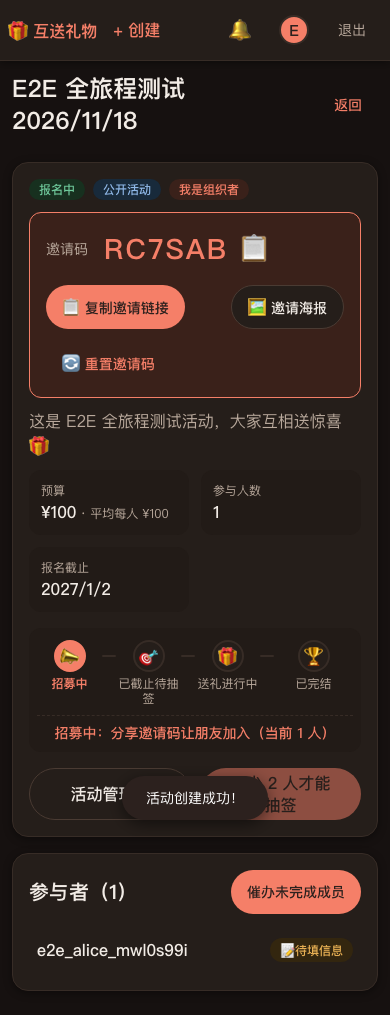 互送礼物 + 创建 E 退出
E2E 全旅程测试
2026/11/18
返回
报名中 公开活动 我是组织者
邀请码 RC7SAB
复制邀请链接 邀请海报
重置邀请码
这是 E2E 全旅程测试活动，大家互相送惊喜
预算 参与人数
¥100 · 平均每人 ¥100 1
报名截止
2027/1/2
招募中 已截止待抽签 送礼进行中 已完结
招募中：分享邀请码让朋友加入（当前 1 人）
活动管 2 人才能
抽签
活动创建成功！
参与者（1） 催办未完成成员
e2e_alice_mwl0s99i 待填信息